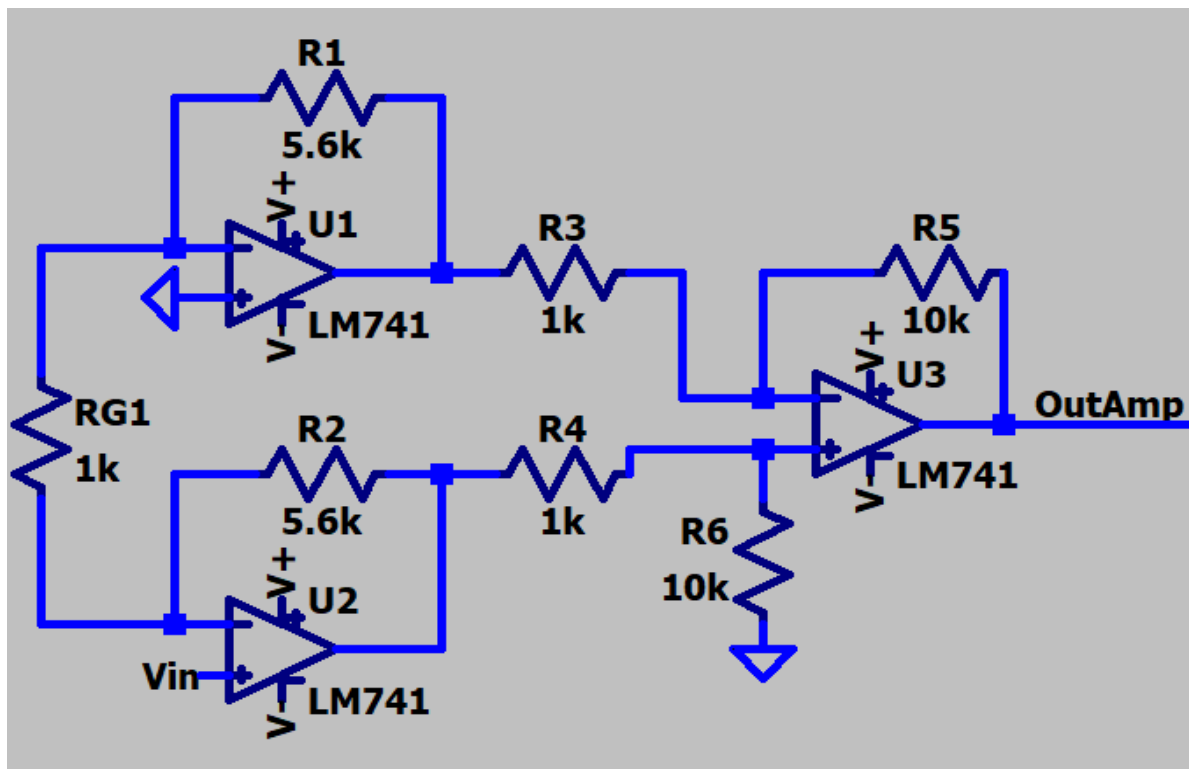 R1
5.6k
V+
U1
LM741
V-
R3
1k
R5
10k
V+
U3
LM741
V-
OutAmp
RG1
1k
R2
5.6k
R4
1k
R6
10k
V+
U2
Vin
LM741
V-